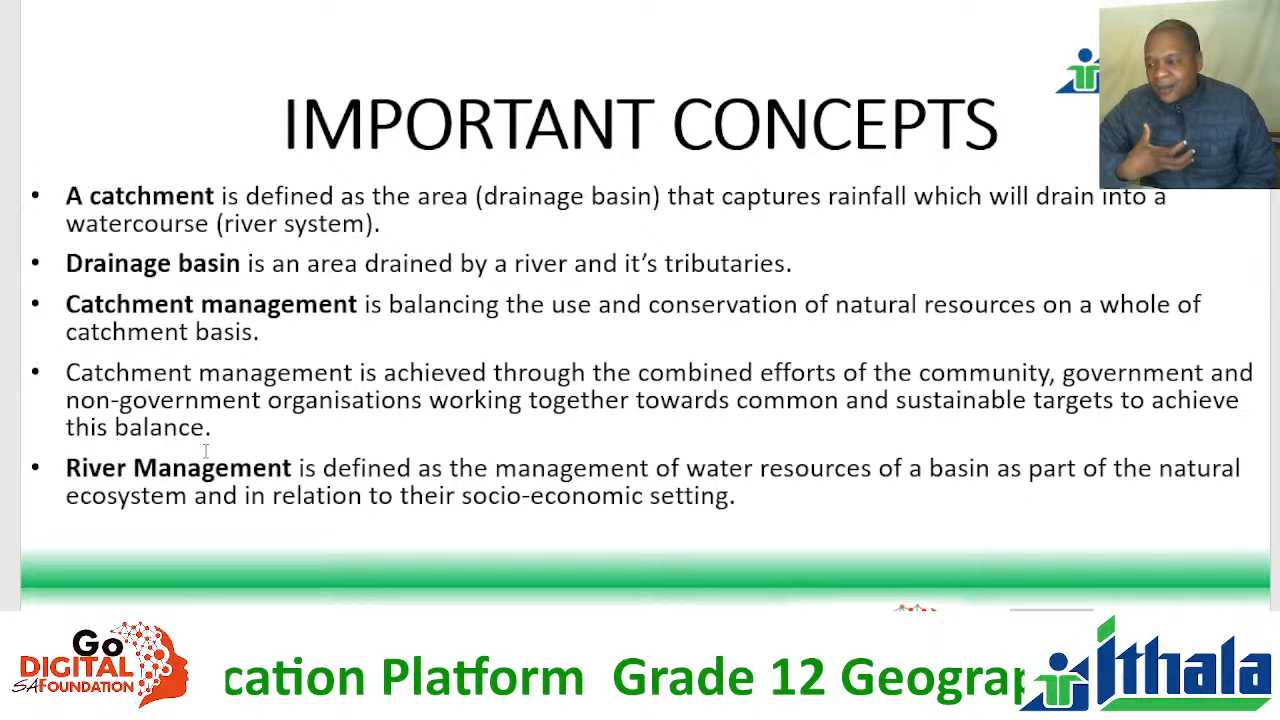 IMPORTANT CONCEPTS
• A catchment is defined as the area (drainage basin) that captures rainfall which will drain into a
watercourse (river system).
• Drainage basin is an area drained by a river and it's tributaries.
• Catchment management is balancing the use and conservation of natural resources on a whole of
catchment basis.
• Catchment management is achieved through the combined efforts of the community, government and
non-government organisations working together towards common and sustainable targets to achieve
this balance.
• River Management is defined as the management of water resources of a basin as part of the natural
ecosystem and in relation to their socio-economic setting.
Go
DIGITAL
SA FOUNDATION
cation Platform Grade 12 Geograp
Ithala